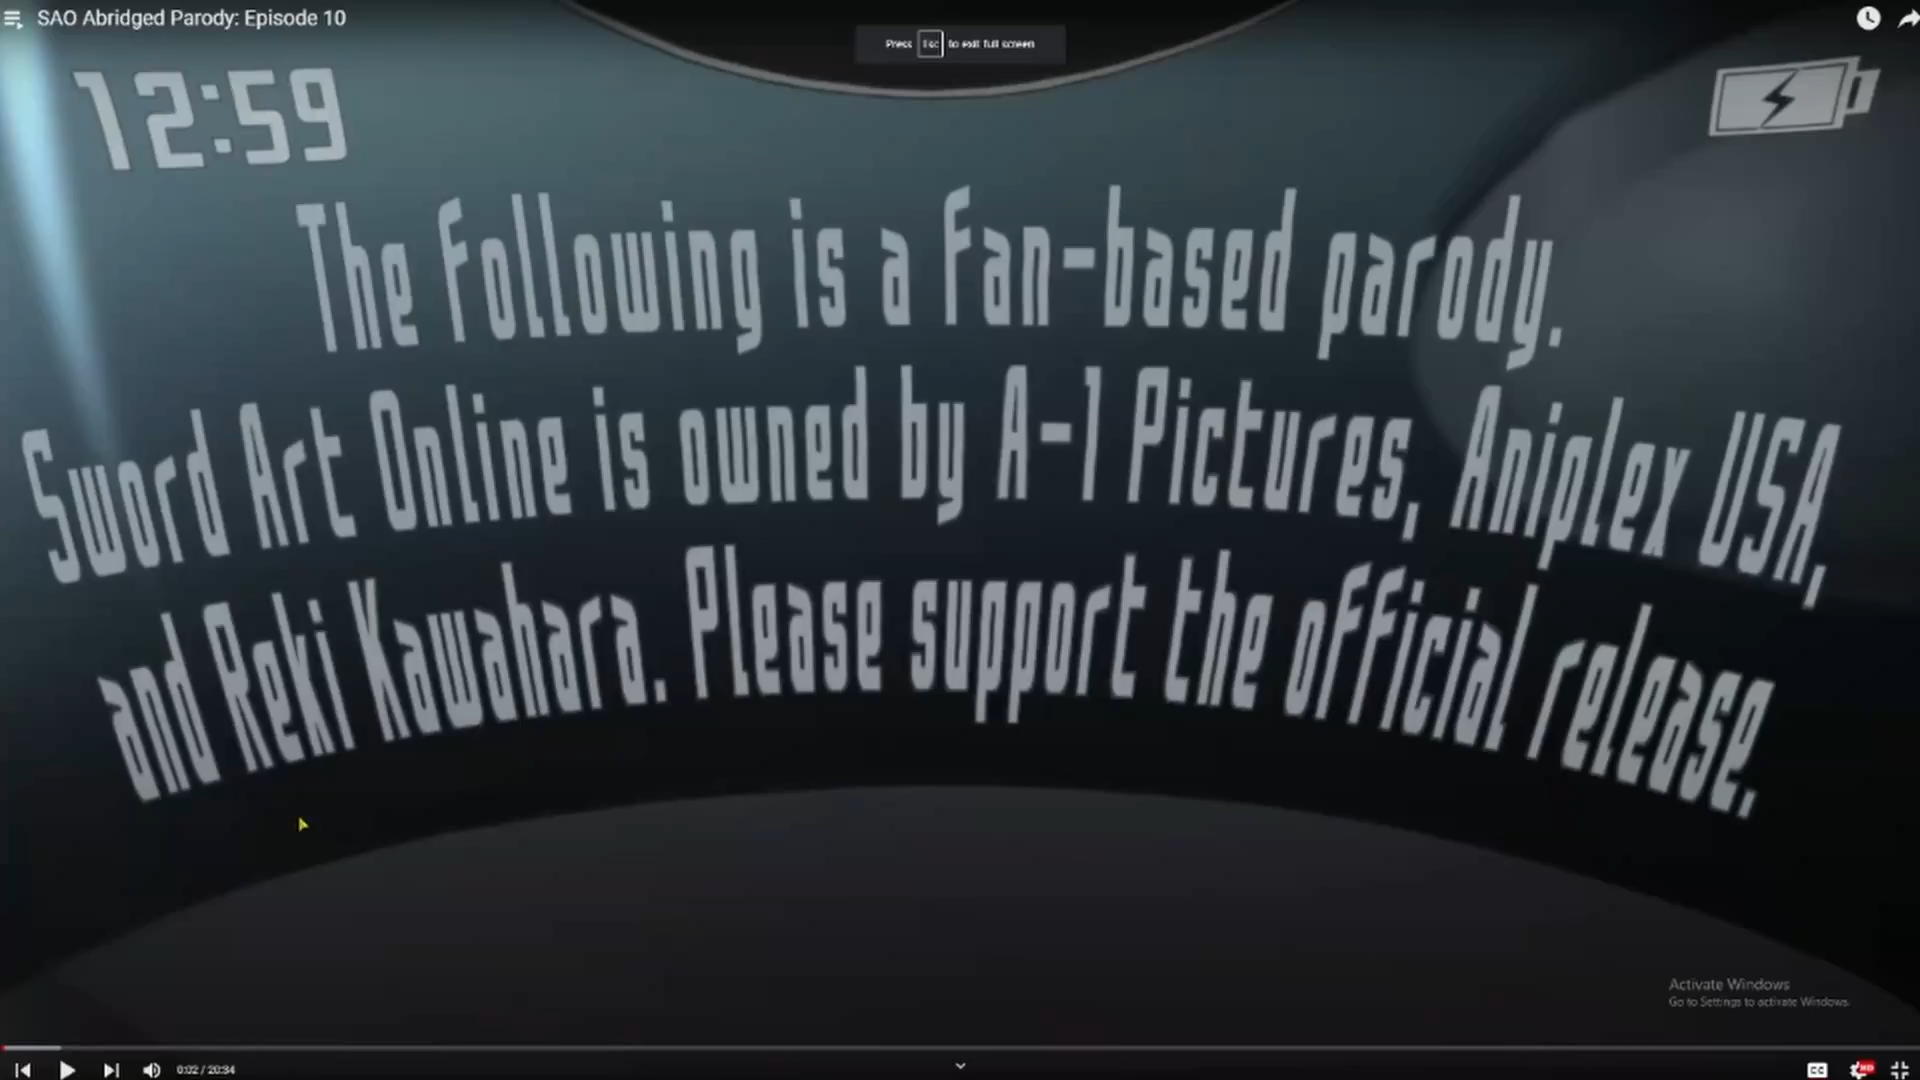 SAO Abridged Parody: Episode 10
Press Esc to exit full screen
12:59
The Following is a Fan-based parody.
Sword Art Online is owned by A-1 Pictures, Aniplex USA,
and Reki Kawahara. Please support the official release.
Activate Windows
Go to Settings to activate Windows.
0:02 / 20:34
CC
HD